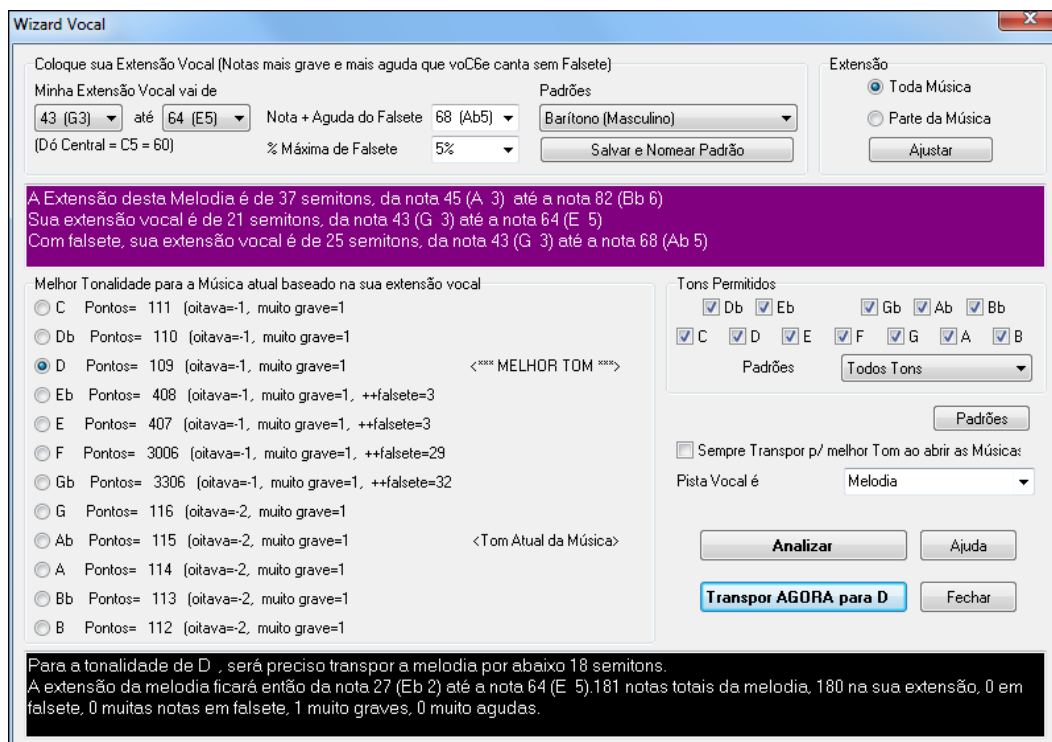 Wizard Vocal
Coloque sua Extensão Vocal (Notas mais grave e mais aguda que voC6e canta sem Falsete)
Minha Extensão Vocal vai de
43 (G3) até 64 (E5)
(Dó Central = C5 = 60)
Nota + Aguda do Falsete 68 (Ab5)
% Máxima de Falsete 5%
Padrões
Barítono (Masculino)
Salvar e Nomear Padrão
Extensão
Toda Música
Parte da Música
Ajustar
A Extensão desta Melodia é de 37 semitons, da nota 45 (A 3) até a nota 82 (Bb 6)
Sua extensão vocal é de 21 semitons, da nota 43 (G 3) até a nota 64 (E 5)
Com falsete, sua extensão vocal é de 25 semitons, da nota 43 (G 3) até a nota 68 (Ab 5)
Melhor Tonalidade para a Música atual baseado na sua extensão vocal
C Pontos= 111 (oitava=-1, muito grave=1
Db Pontos= 110 (oitava=-1, muito grave=1
D Pontos= 109 (oitava=-1, muito grave=1 <*** MELHOR TOM ***>
Eb Pontos= 408 (oitava=-1, muito grave=1, ++falsete=3
E Pontos= 407 (oitava=-1, muito grave=1, ++falsete=3
F Pontos= 3006 (oitava=-1, muito grave=1, ++falsete=29
Gb Pontos= 3306 (oitava=-1, muito grave=1, ++falsete=32
G Pontos= 116 (oitava=-2, muito grave=1
Ab Pontos= 115 (oitava=-2, muito grave=1 <Tom Atual da Música>
A Pontos= 114 (oitava=-2, muito grave=1
Bb Pontos= 113 (oitava=-2, muito grave=1
B Pontos= 112 (oitava=-2, muito grave=1
Tons Permitidos
Db Eb Gb Ab Bb
C D E F G A B
Padrões Todos Tons
Padrões
Sempre Transpor p/ melhor Tom ao abrir as Músicas
Pista Vocal é Melodia
Analizar Ajuda
Transpor AGORA para D Fechar
Para a tonalidade de D , será preciso transpor a melodia por abaixo 18 semitons.
A extensão da melodia ficará então da nota 27 (Eb 2) até a nota 64 (E 5).181 notas totais da melodia, 180 na sua extensão, 0 em
falsete, 0 muitas notas em falsete, 1 muito graves, 0 muito agudas.